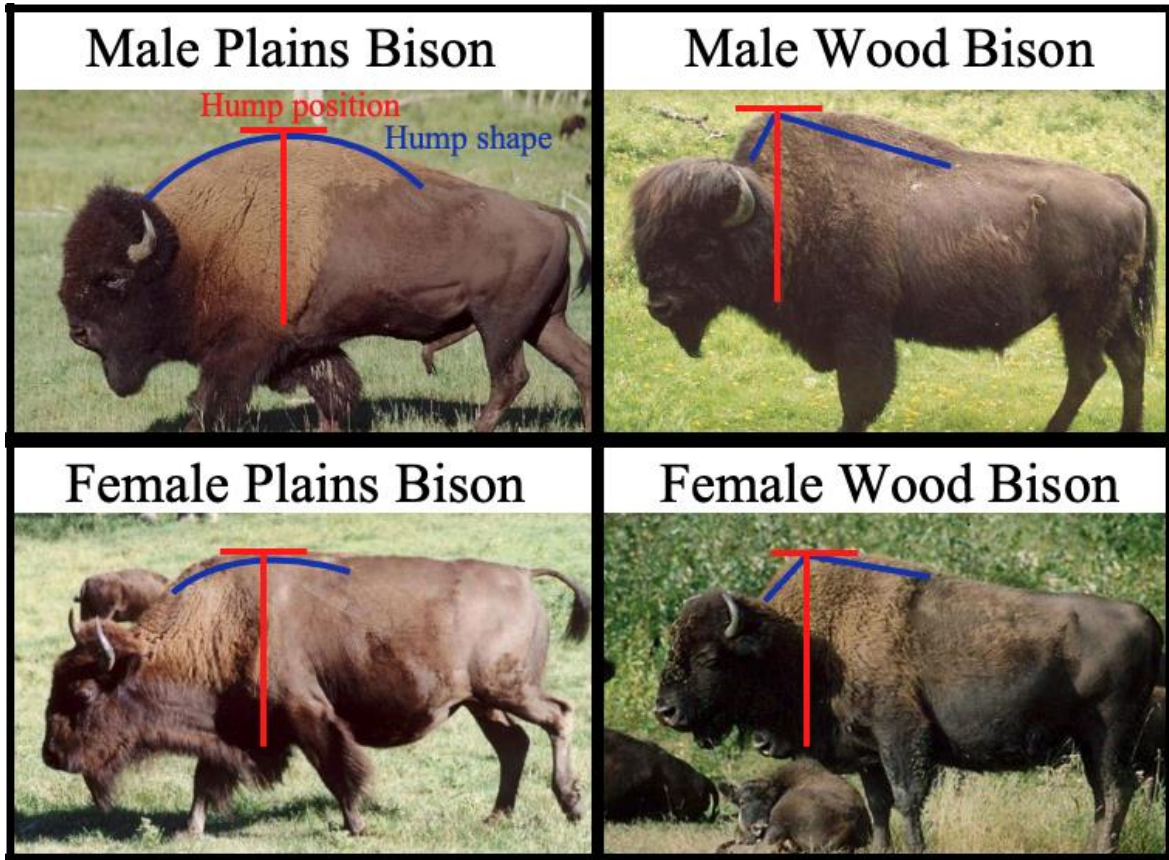 Male Plains Bison
Male Wood Bison
Hump position
Hump shape
Female Plains Bison
Female Wood Bison